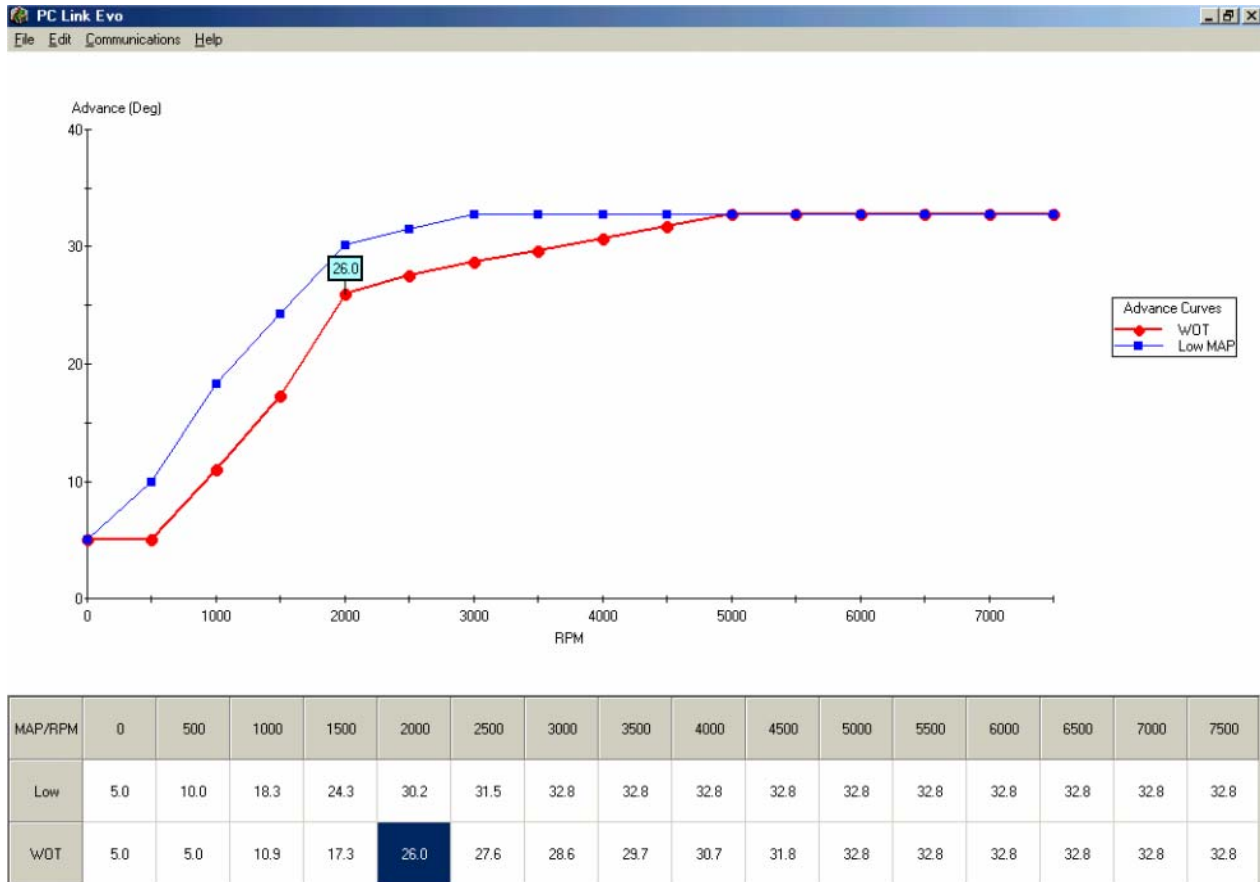 PC Link Evo
File Edit Communications Help
Advance (Deg)
40
30
26.0
Advance Curves
WOT
Low MAP
20
10
0
0 1000 2000 3000 4000 5000 6000 7000
RPM
MAP/RPM 0 500 1000 1500 2000 2500 3000 3500 4000 4500 5000 5500 6000 6500 7000 7500
Low 5.0 10.0 18.3 24.3 30.2 31.5 32.8 32.8 32.8 32.8 32.8 32.8 32.8 32.8 32.8 32.8
WOT 5.0 5.0 10.9 17.3 26.0 27.6 28.6 29.7 30.7 31.8 32.8 32.8 32.8 32.8 32.8 32.8